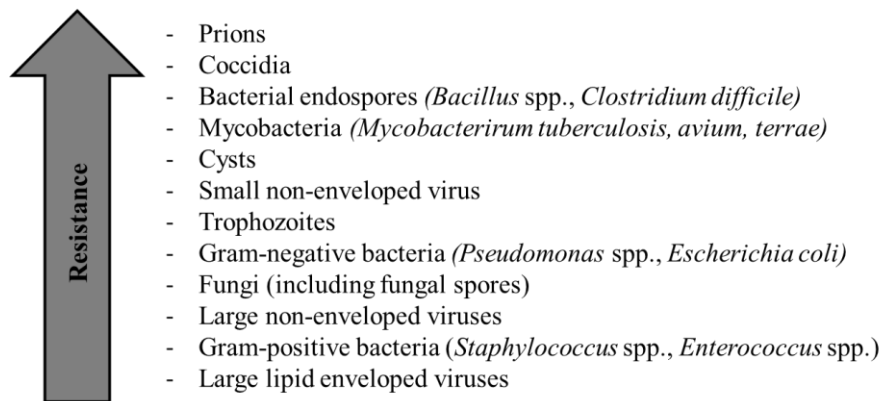 Resistance
- Prions
- Coccidia
- Bacterial endospores (Bacillus spp., Clostridium difficile)
- Mycobacteria (Mycobacterirum tuberculosis, avium, terrae)
- Cysts
- Small non-enveloped virus
- Trophozoites
- Gram-negative bacteria (Pseudomonas spp., Escherichia coli)
- Fungi (including fungal spores)
- Large non-enveloped viruses
- Gram-positive bacteria (Staphylococcus spp., Enterococcus spp.)
- Large lipid enveloped viruses